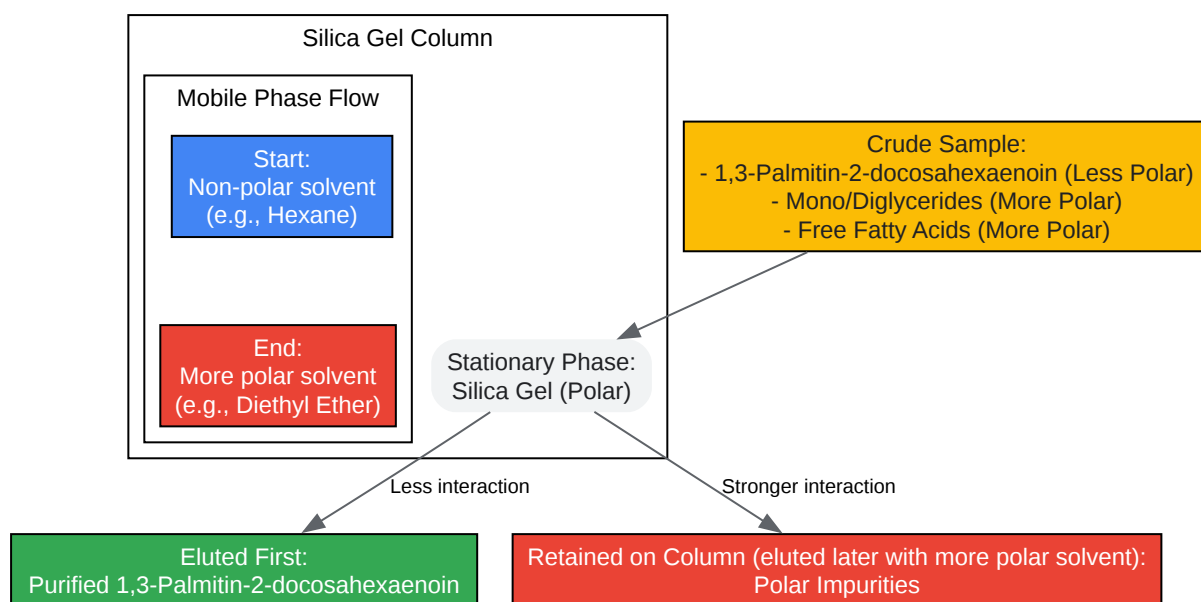 Silica Gel Column
Mobile Phase Flow
Start:
Non-polar solvent
(e.g., Hexane)
Crude Sample:
- 1,3-Palmitin-2-docosahexaenoin (Less Polar)
- Mono/Diglycerides (More Polar)
- Free Fatty Acids (More Polar)
End:
More polar solvent
(e.g., Diethyl Ether)
Stationary Phase:
Silica Gel (Polar)
Less interaction
Stronger interaction
Eluted First:
Purified 1,3-Palmitin-2-docosahexaenoin
Retained on Column (eluted later with more polar solvent):
Polar Impurities